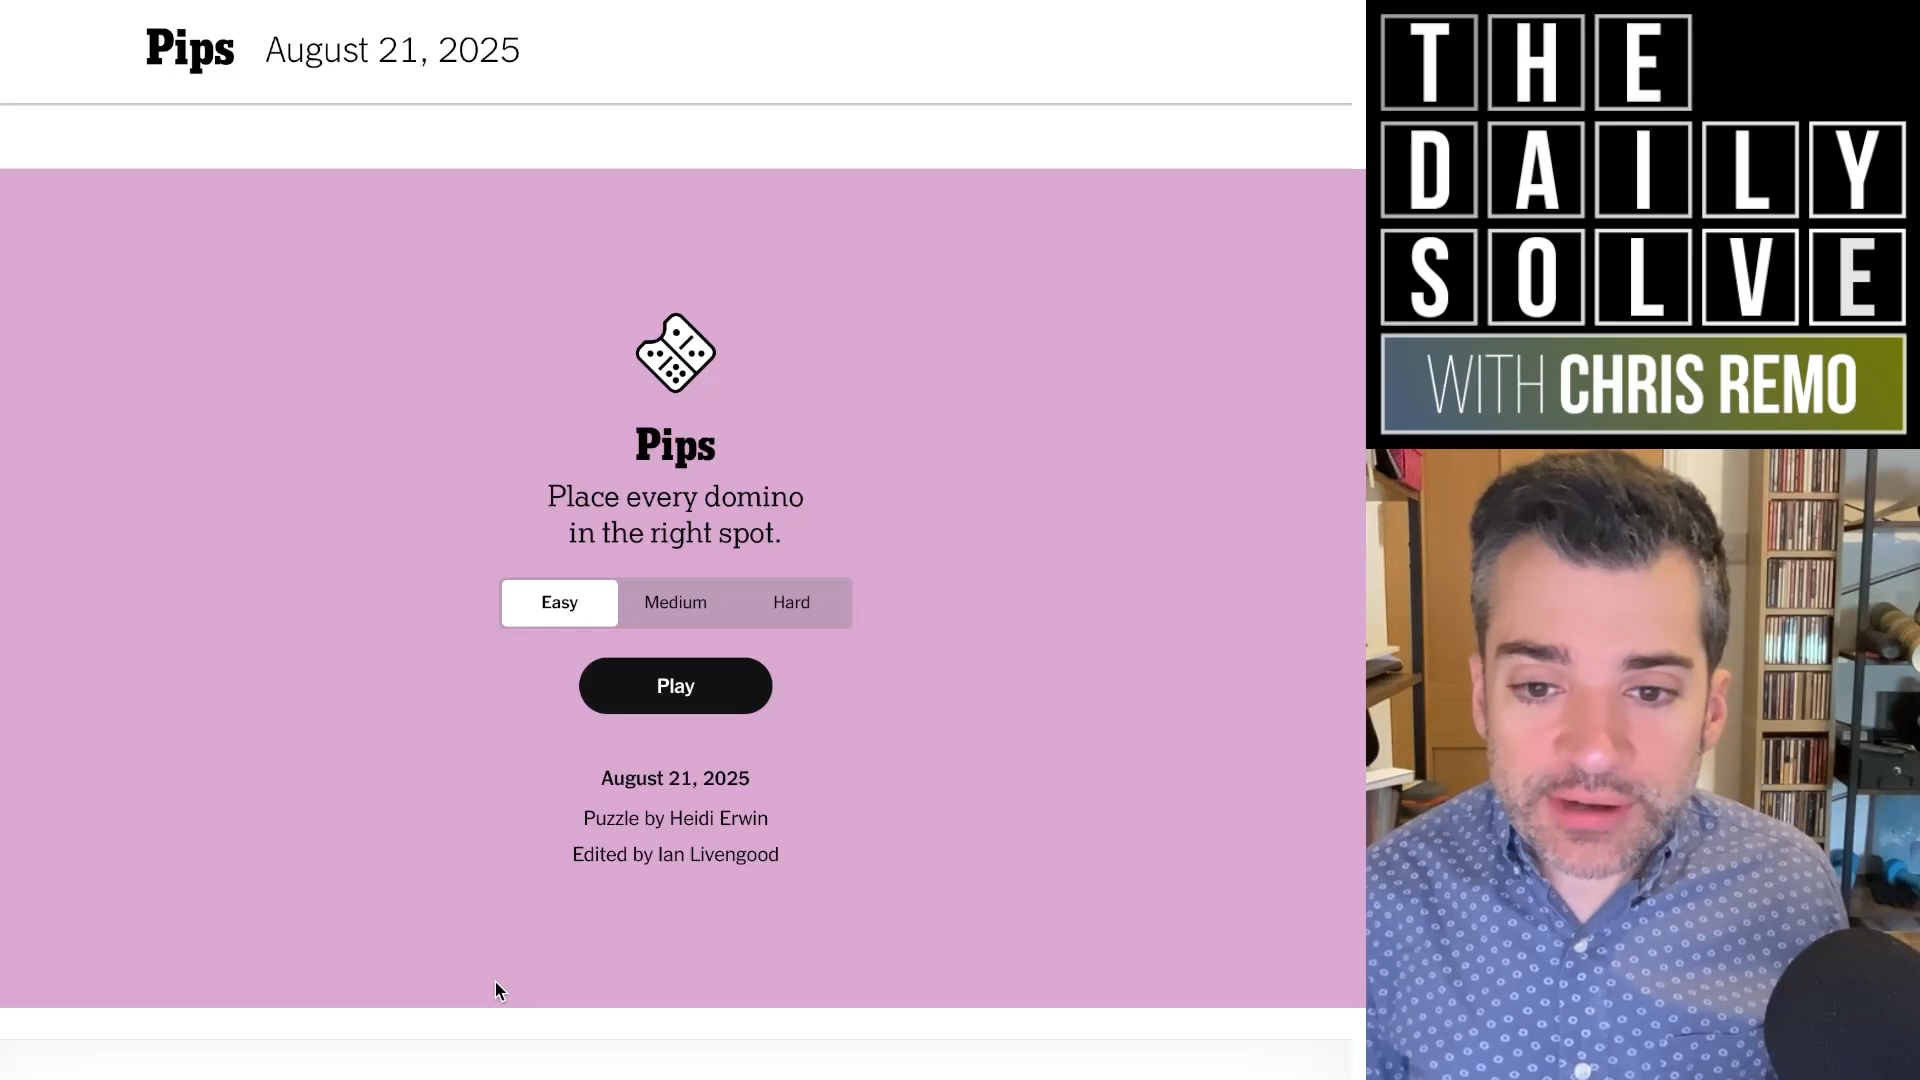 Pips August 21, 2025
Pips
Place every domino
in the right spot.
Easy Medium Hard
Play
August 21, 2025
Puzzle by Heidi Erwin
Edited by Ian Livengood
THE
DAILY
SOLVE
WITH CHRIS REMO